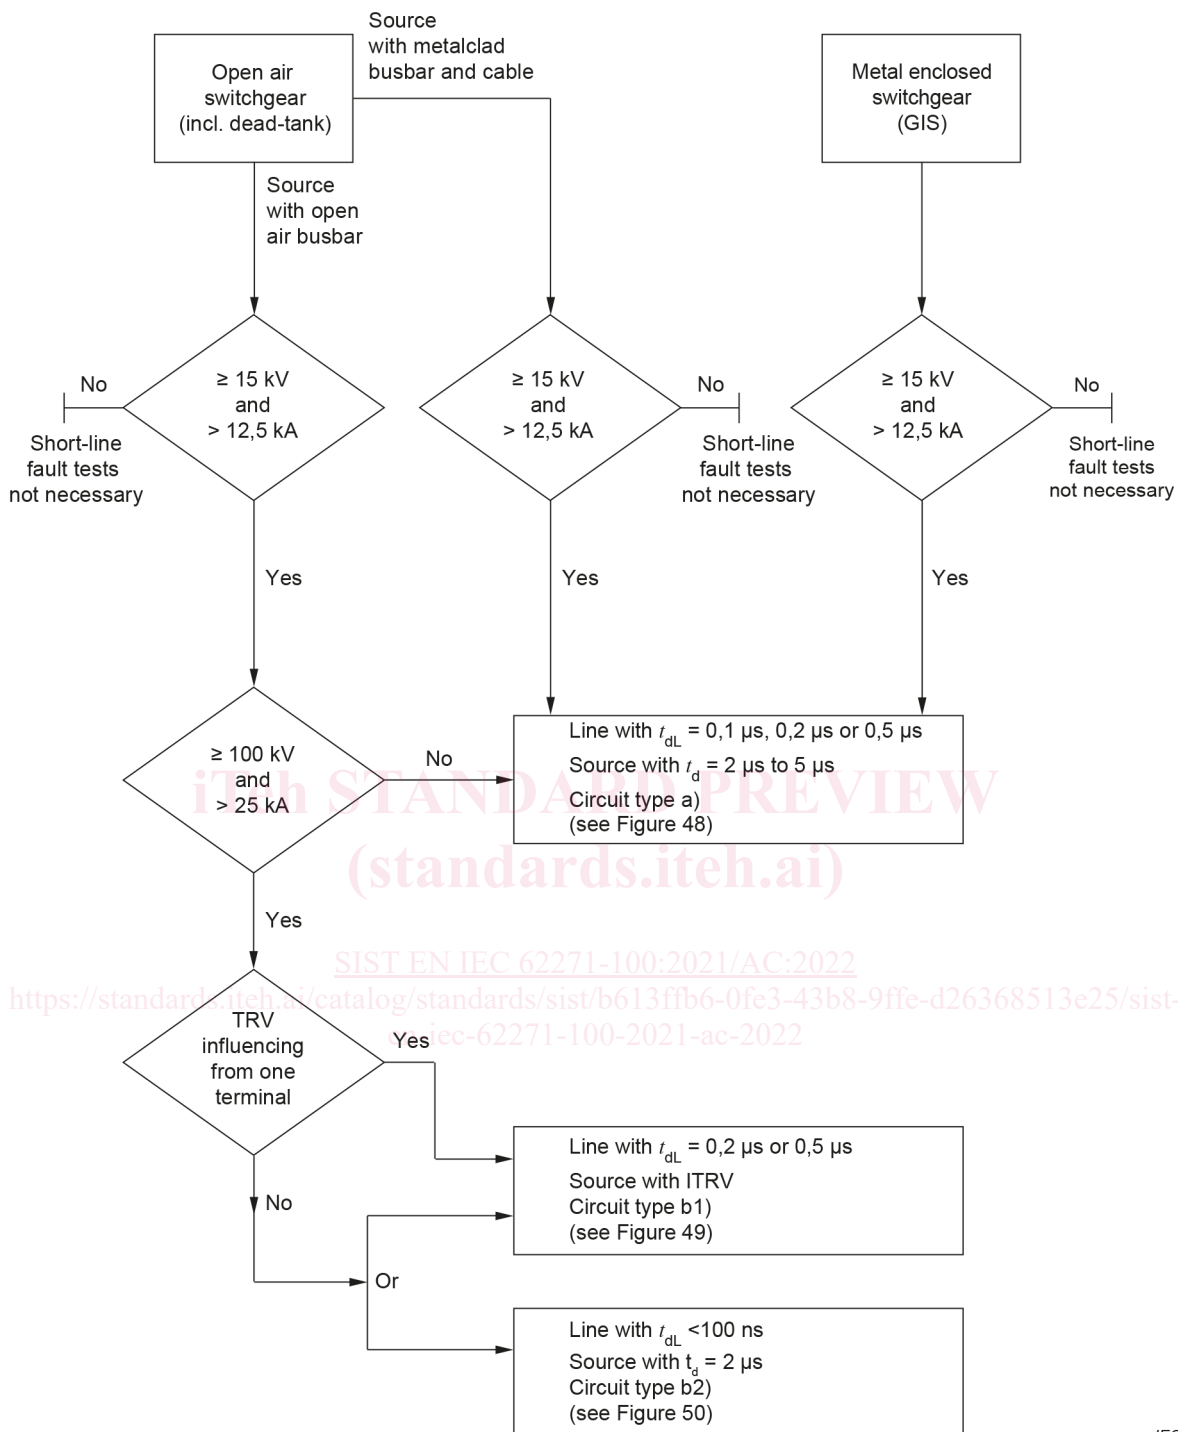 Source
with metalclad
busbar and cable
Open air
switchgear
(incl. dead-tank)
Metal enclosed
switchgear
(GIS)
Source
with open
air busbar
≥ 15 kV
and
> 12,5 kA
No
Short-line
fault tests
not necessary
≥ 15 kV
and
> 12,5 kA
No
Short-line
fault tests
not necessary
≥ 15 kV
and
> 12,5 kA
No
Short-line
fault tests
not necessary
Yes
Yes
Yes
≥ 100 kV
and
> 25 kA
No
Line with tdL = 0,1 µs, 0,2 µs or 0,5 µs
Source with td = 2 µs to 5 µs
Circuit type a)
(see Figure 48)
iTeh STANDARD PREVIEW
(standards.iteh.ai)
Yes
SIST EN IEC 62271-100:2021/AC:2022
https://standards.iteh.ai/catalog/standards/sist/b613ffb6-0fe3-43b8-9ffe-d26368513e25/sist-
en-iec-62271-100-2021-ac-2022
TRV
influencing
from one
terminal
Yes
Line with tdL = 0,2 µs or 0,5 µs
Source with ITRV
Circuit type b1)
(see Figure 49)
No
Or
Line with tdL <100 ns
Source with td = 2 µs
Circuit type b2)
(see Figure 50)